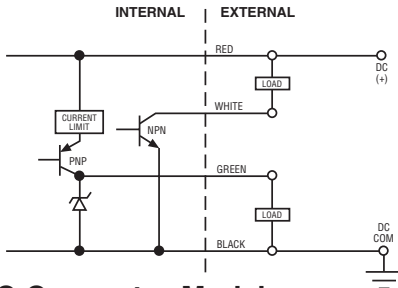 INTERNAL EXTERNAL
RED
DC
(+)
LOAD
WHITE
CURRENT
LIMIT
NPN
PNP
GREEN
LOAD
DC
COM
BLACK